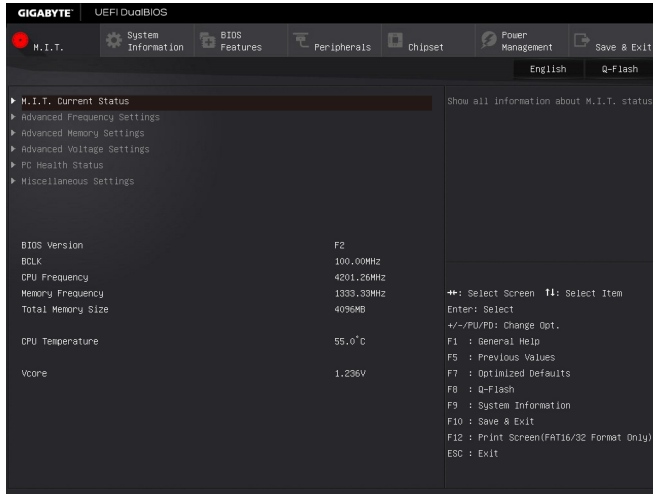 GIGABYTE™ UEFI DualBIOS
M.I.T.
System Information
BIOS Features
Peripherals
Chipset
Power Management
Save & Exit
English Q-Flash
M.I.T. Current Status
Advanced Frequency Settings
Advanced Memory Settings
Advanced Voltage Settings
PC Health Status
Miscellaneous Settings
Show all information about M.I.T. status
BIOS Version F2
BCLK 100.00MHz
CPU Frequency 4201.26MHz
Memory Frequency 1333.33MHz
Total Memory Size 4096MB
CPU Temperature 55.0°C
Vcore 1.236V
→←: Select Screen ↑↓: Select Item
Enter: Select
+/-/PU/PD: Change Opt.
F1 : General Help
F5 : Previous Values
F7 : Optimized Defaults
F8 : Q-Flash
F9 : System Information
F10 : Save & Exit
F12 : Print Screen(FAT16/32 Format Only)
ESC : Exit